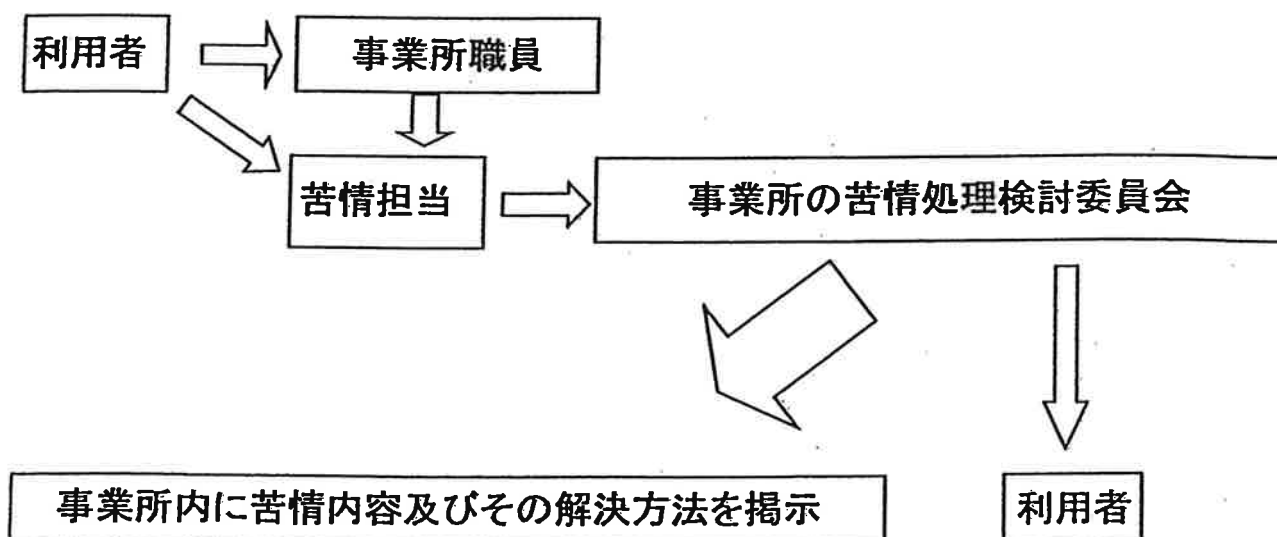 利用者
事業所職員
苦情担当
事業所の苦情処理検討委員会
事業所内に苦情内容及びその解決方法を掲示
利用者